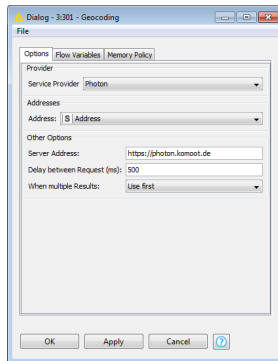 Dialog - 3:301 - Geocoding
File
Options Flow Variables Memory Policy
Provider
Service Provider Photon
Addresses
Address: S Address
Other Options
Server Address: https://photon.komoot.de
Delay between Request (ms): 500
When multiple Results: Use first
OK Apply Cancel ?